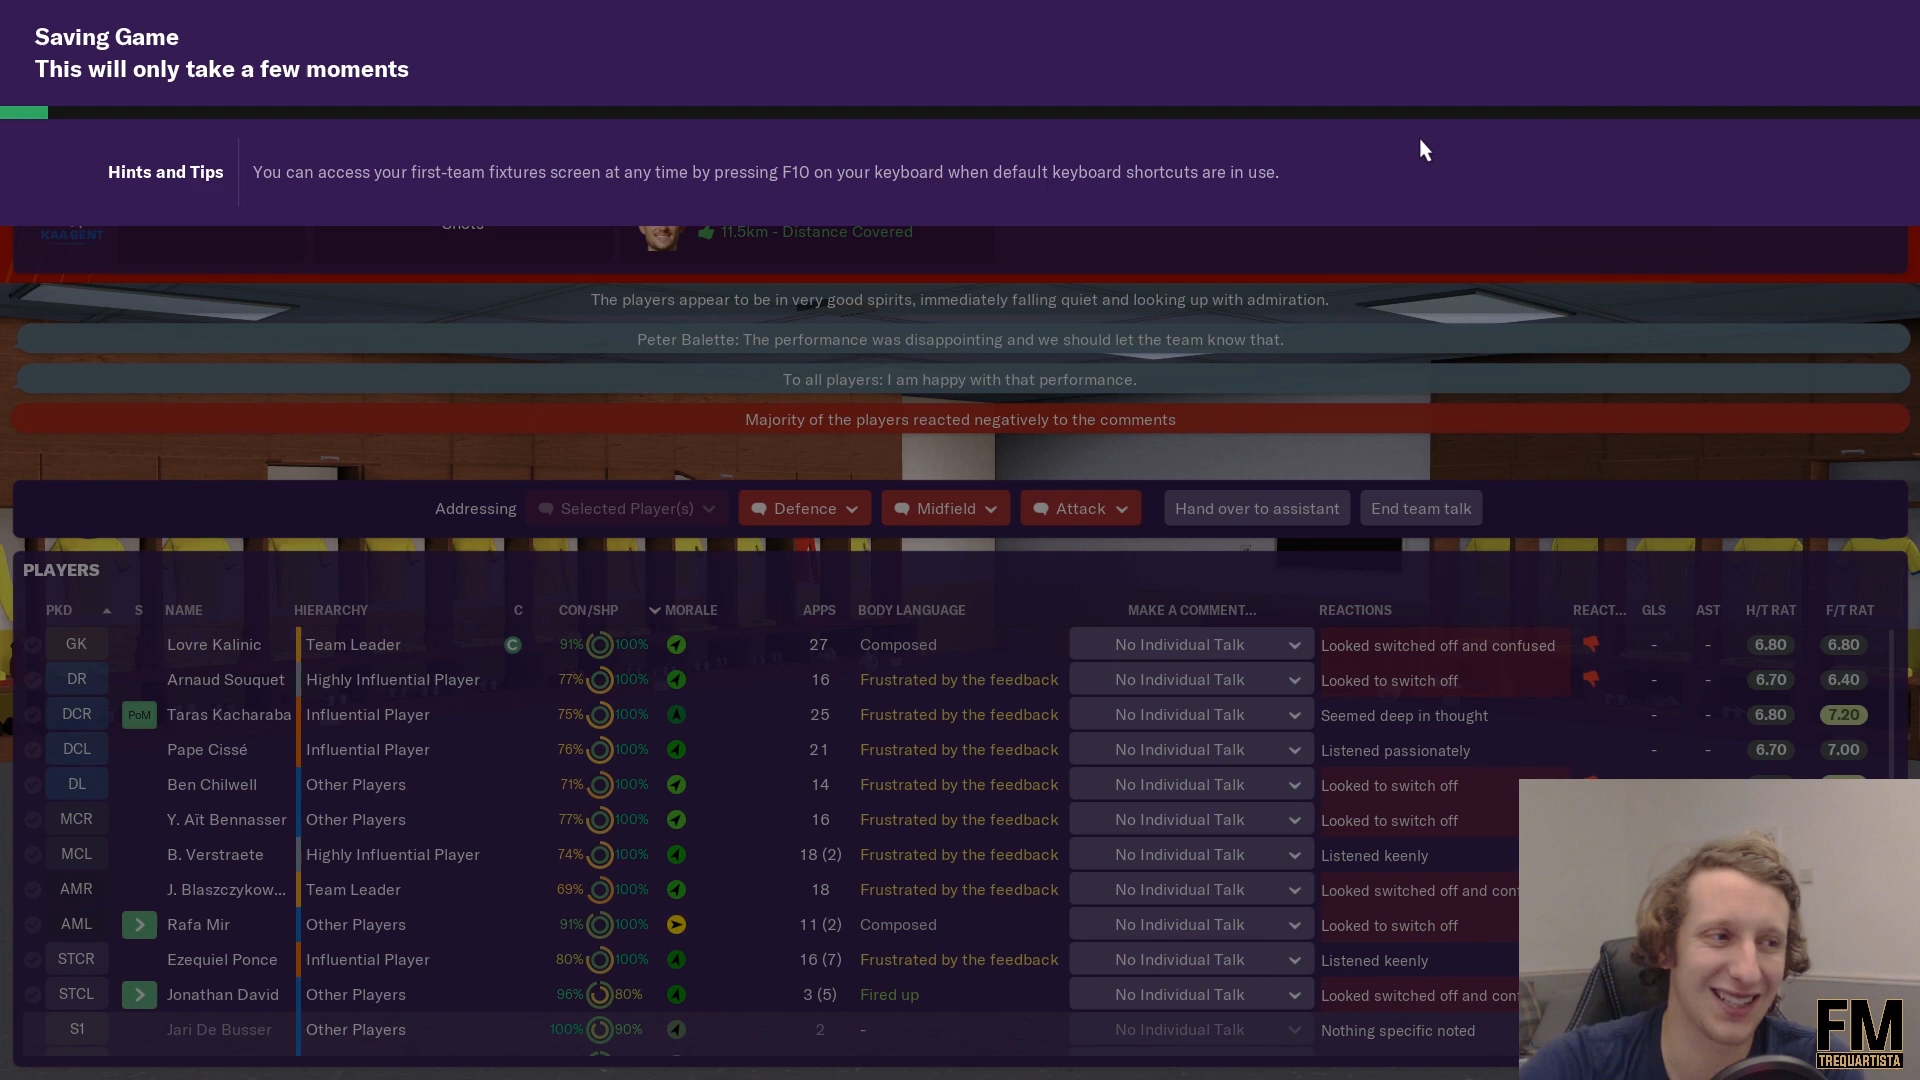 Saving Game
This will only take a few moments
Hints and Tips You can access your first-team fixtures screen at any time by pressing F10 on your keyboard when default keyboard shortcuts are in use.
KAA GENT
11.5km - Distance Covered
The players appear to be in very good spirits, immediately falling quiet and looking up with admiration.
Peter Balette: The performance was disappointing and we should let the team know that.
To all players: I am happy with that performance.
Majority of the players reacted negatively to the comments
Addressing Selected Player(s) Defence Midfield Attack Hand over to assistant End team talk
PLAYERS
PKD S NAME HIERARCHY C CON/SHP MORALE APPS BODY LANGUAGE MAKE A COMMENT... REACTIONS REACT... GLS AST H/T RAT F/T RAT
GK Lovre Kalinic Team Leader C 91% 100% 27 Composed No Individual Talk Looked switched off and confused - - 6.80 6.80
DR Arnaud Souquet Highly Influential Player 77% 100% 16 Frustrated by the feedback No Individual Talk Looked to switch off - - 6.70 6.40
DCR PoM Taras Kacharaba Influential Player 75% 100% 25 Frustrated by the feedback No Individual Talk Seemed deep in thought - - 6.80 7.20
DCL Pape Cissé Influential Player 76% 100% 21 Frustrated by the feedback No Individual Talk Listened passionately - - 6.70 7.00
DL Ben Chilwell Other Players 71% 100% 14 Frustrated by the feedback No Individual Talk Looked to switch off
MCR Y. Aït Bennasser Other Players 77% 100% 16 Frustrated by the feedback No Individual Talk Looked to switch off
MCL B. Verstraete Highly Influential Player 74% 100% 18 (2) Frustrated by the feedback No Individual Talk Listened keenly
AMR J. Blaszczykow... Team Leader 69% 100% 18 Frustrated by the feedback No Individual Talk Looked switched off and
AML Rafa Mir Other Players 91% 100% 11 (2) Composed No Individual Talk Looked to switch off
STCR Ezequiel Ponce Influential Player 80% 100% 16 (7) Frustrated by the feedback No Individual Talk Listened keenly
STCL Jonathan David Other Players 96% 80% 3 (5) Fired up No Individual Talk Looked switched off and
S1 Jari De Busser Other Players 100% 90% 2 - No Individual Talk Nothing specific noted
FM
TREQUARTISTA